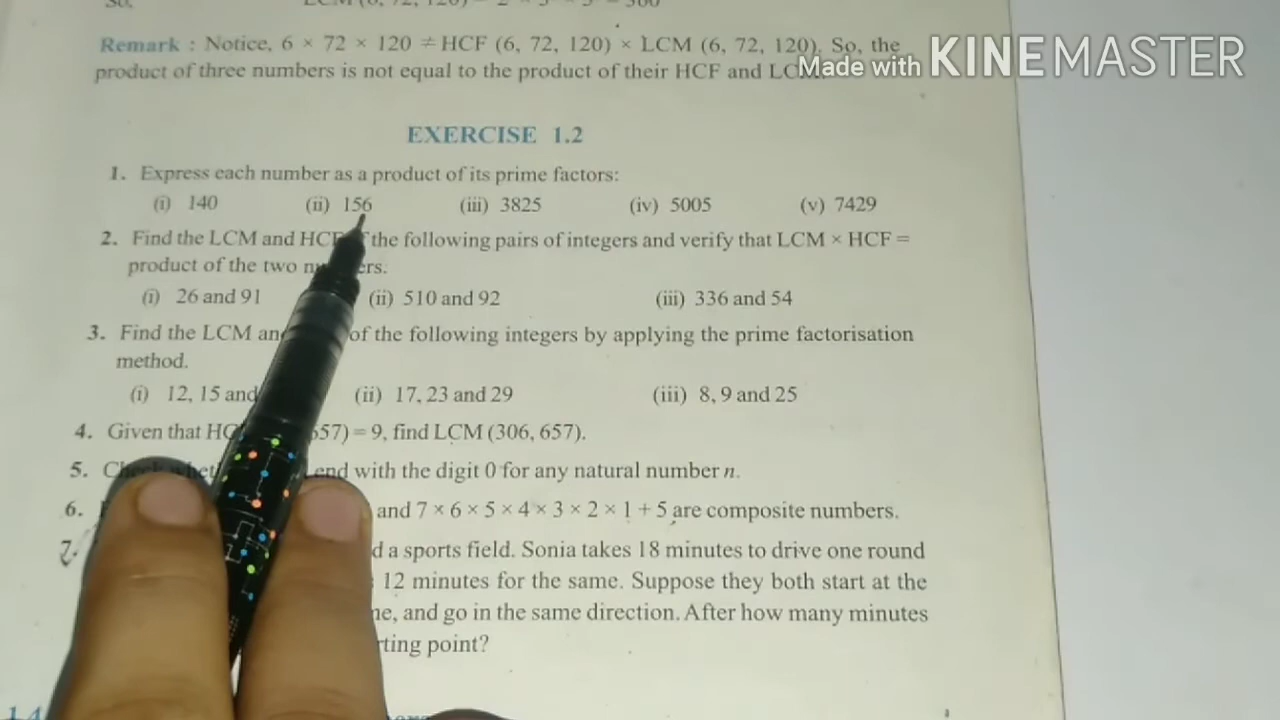 So, LCM (6, 72, 120)
Remark : Notice, 6 × 72 × 120 ≠ HCF (6, 72, 120) × LCM (6, 72, 120). So, the
product of three numbers is not equal to the product of their HCF and
Made with KINEMASTER
EXERCISE 1.2
1. Express each number as a product of its prime factors:
(i) 140 (ii) 156 (iii) 3825 (iv) 5005 (v) 7429
2. Find the LCM and HCF the following pairs of integers and verify that LCM × HCF =
product of the two
(i) 26 and 91 (ii) 510 and 92 (iii) 336 and 54
3. Find the LCM of the following integers by applying the prime factorisation
method.
(i) 12, 15 and (ii) 17, 23 and 29 (iii) 8, 9 and 25
4. Given that 657) = 9, find LCM (306, 657).
5. end with the digit 0 for any natural number n.
6. and 7 × 6 × 5 × 4 × 3 × 2 × 1 + 5 are composite numbers.
7. a sports field. Sonia takes 18 minutes to drive one round
12 minutes for the same. Suppose they both start at the
and go in the same direction. After how many minutes
point?